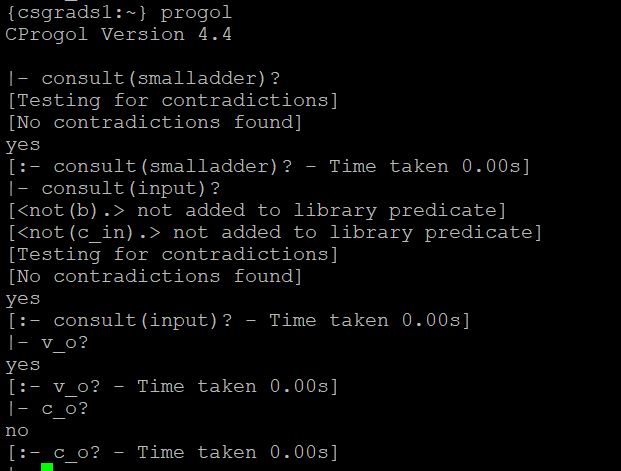 {csgrads1:~} progol
CProgol Version 4.4
|- consult(smalladder)?
[Testing for contradictions]
[No contradictions found]
yes
[:- consult(smalladder)? - Time taken 0.00s]
|- consult(input)?
[<not(b).> not added to library predicate]
[<not(c_in).> not added to library predicate]
[Testing for contradictions]
[No contradictions found]
yes
[:- consult(input)? - Time taken 0.00s]
|- v_o?
yes
[:- v_o? - Time taken 0.00s]
|- c_o?
no
[:- c_o? - Time taken 0.00s]